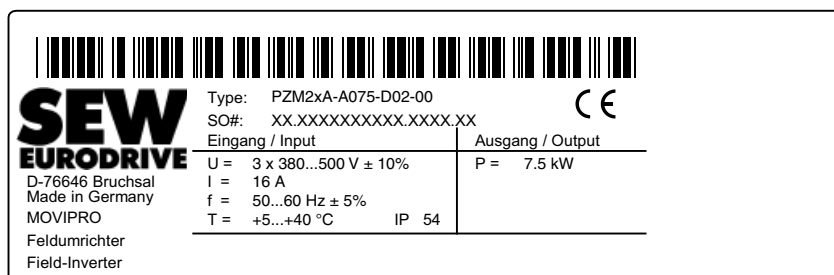 SEW
EURODRIVE
D-76646 Bruchsal
Made in Germany
MOVIPRO
Feldumrichter
Field-Inverter
Type: PZM2xA-A075-D02-00
SO#: XX.XXXXXXXXXX.XXXX.XX
CE
Eingang / Input Ausgang / Output
U = 3 x 380...500 V ± 10% P = 7.5 kW
I = 16 A
f = 50...60 Hz ± 5%
T = +5...+40 °C IP 54